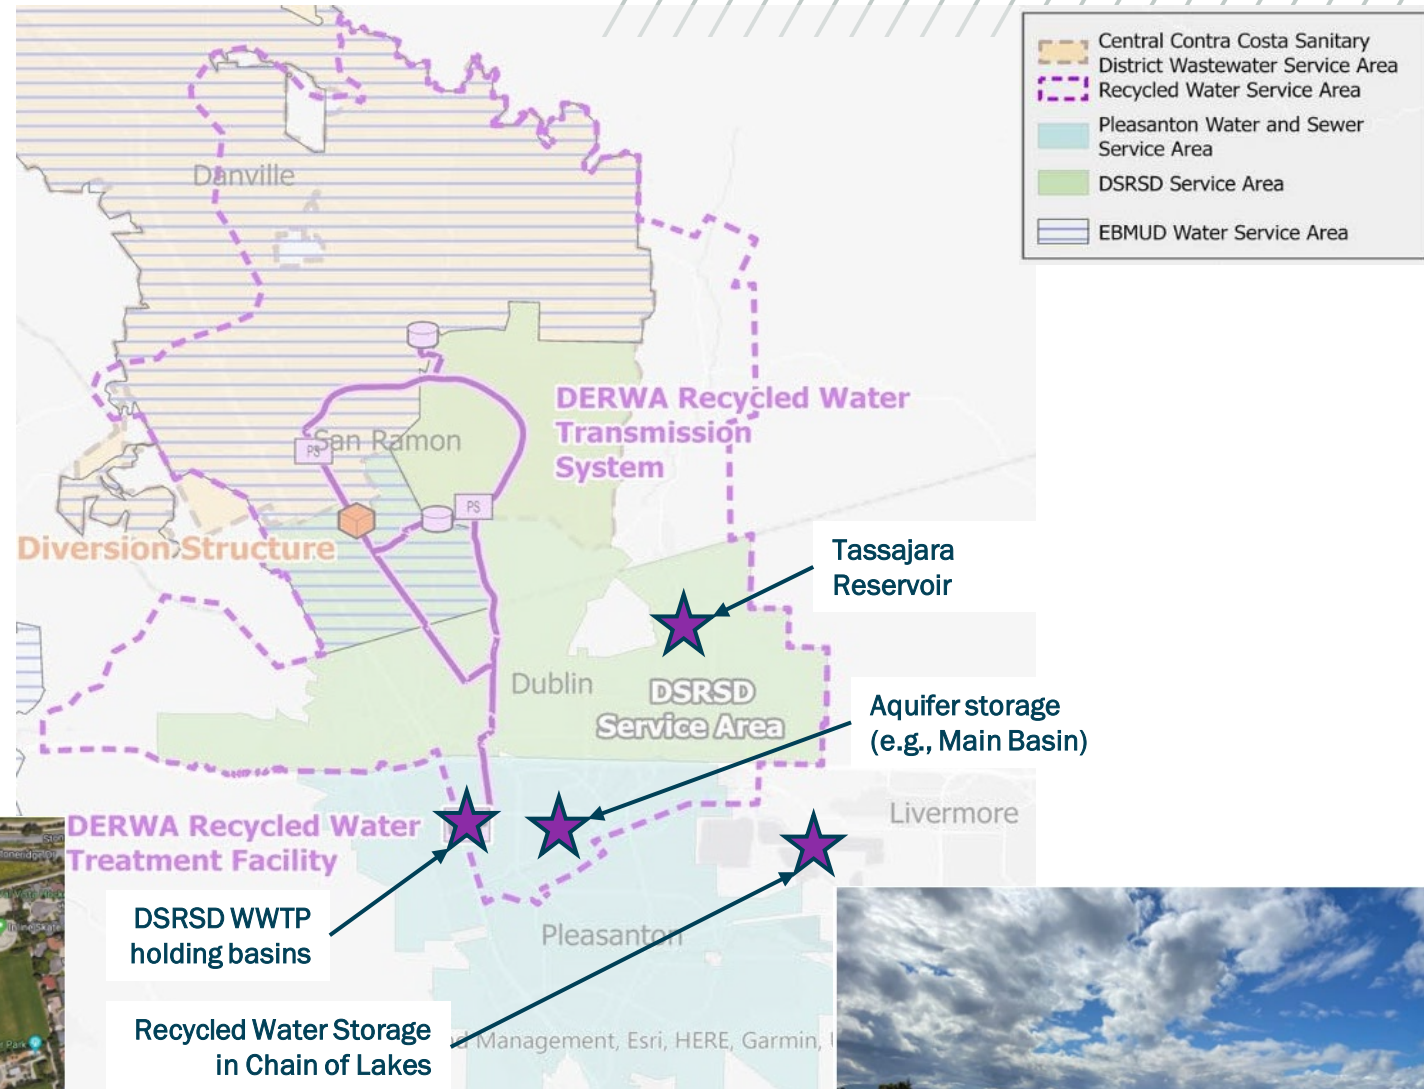 Central Contra Costa Sanitary
District Wastewater Service Area
Recycled Water Service Area
Pleasanton Water and Sewer
Service Area
DSRSD Service Area
EBMUD Water Service Area
Danville
DERWA Recycled Water
Transmission
System
San Ramon
PS
PS
Diversion Structure
Tassajara
Reservoir
Dublin
DSRSD
Service Area
Aquifer storage
(e.g., Main Basin)
Livermore
DERWA Recycled Water
Treatment Facility
DSRSD WWTP
holding basins
Pleasanton
Recycled Water Storage
in Chain of Lakes
Management, Esri, HERE, Garmin,
Park